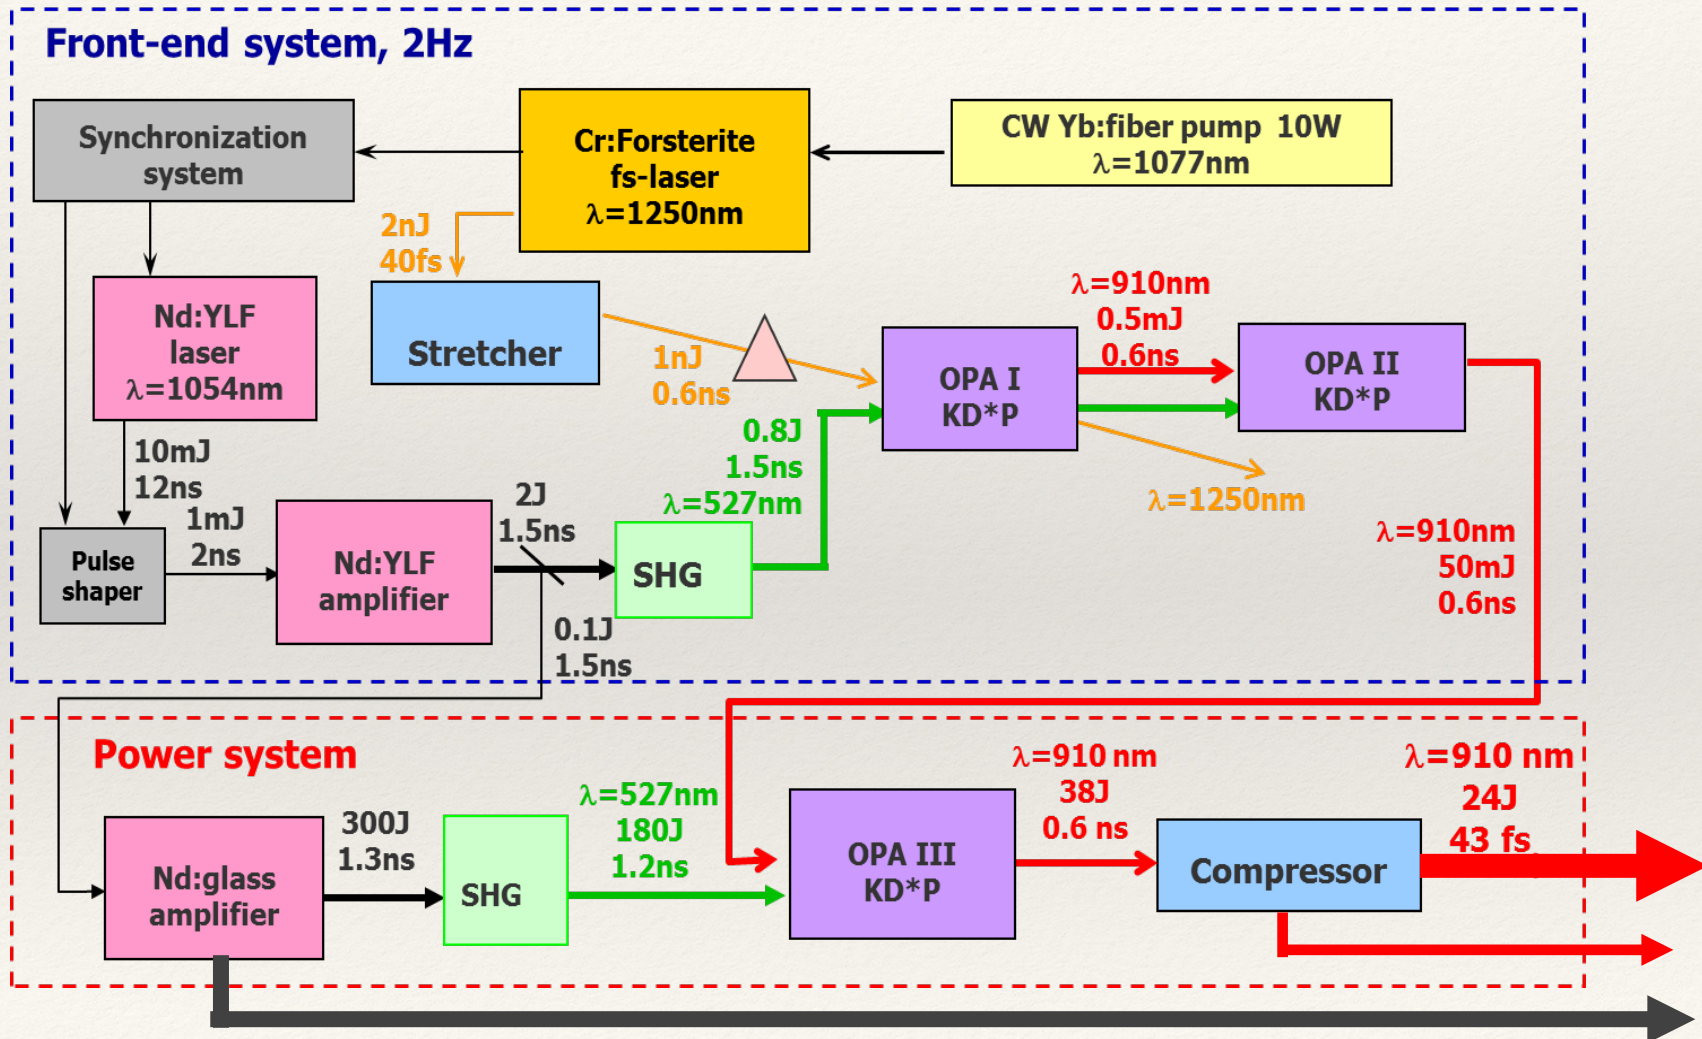 Front-end system, 2Hz
Synchronization
system
Cr:Forsterite
fs-laser
λ=1250nm
CW Yb:fiber pump 10W
λ=1077nm
2nJ
40fs
Nd:YLF
laser
λ=1054nm
Stretcher
1nJ
0.6ns
λ=910nm
0.5mJ
0.6ns
OPA I
KD*P
OPA II
KD*P
10mJ
12ns
0.8J
1.5ns
λ=527nm
λ=1250nm
1mJ
2ns
2J
1.5ns
Pulse
shaper
Nd:YLF
amplifier
SHG
λ=910nm
50mJ
0.6ns
0.1J
1.5ns
Power system
λ=527nm
180J
1.2ns
λ=910 nm
38J
0.6 ns
λ=910 nm
24J
43 fs
300J
1.3ns
Nd:glass
amplifier
SHG
OPA III
KD*P
Compressor